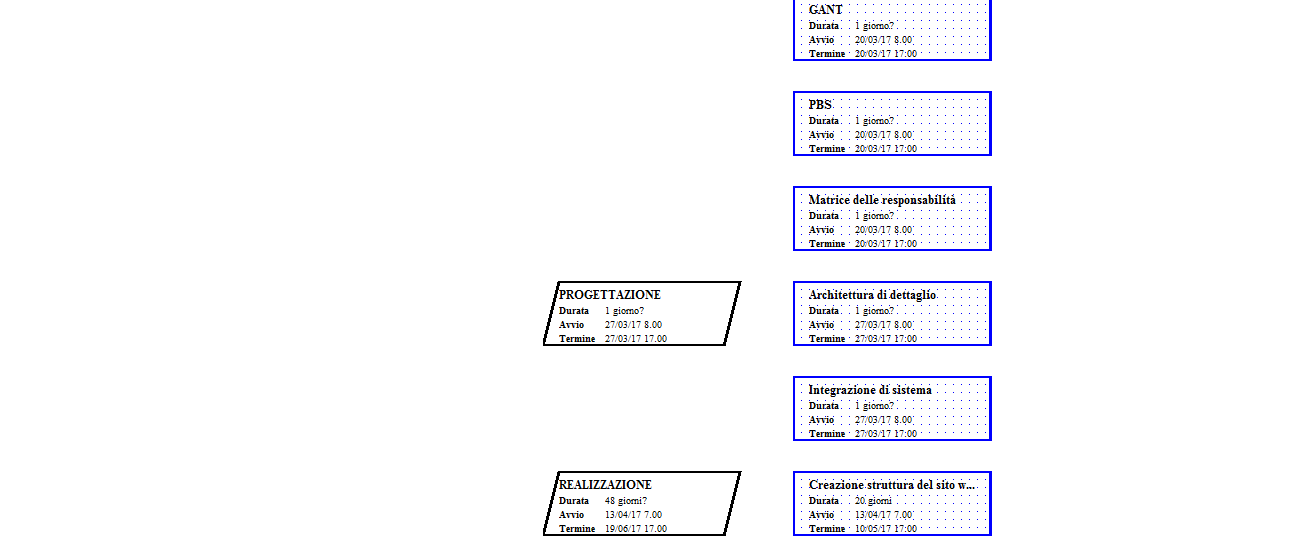 GANT
Durata 1 giorno?
Avvio 20/03/17 8.00
Termine 20/03/17 17:00
PBS
Durata 1 giorno?
Avvio 20/03/17 8.00
Termine 20/03/17 17:00
Matrice delle responsabilità
Durata 1 giorno?
Avvio 20/03/17 8.00
Termine 20/03/17 17:00
PROGETTAZIONE
Durata 1 giorno?
Avvio 27/03/17 8.00
Termine 27/03/17 17.00
Architettura di dettaglio
Durata 1 giorno?
Avvio 27/03/17 8.00
Termine 27/03/17 17:00
Integrazione di sistema
Durata 1 giorno?
Avvio 27/03/17 8.00
Termine 27/03/17 17:00
REALIZZAZIONE
Durata 48 giorni?
Avvio 13/04/17 7.00
Termine 19/06/17 17.00
Creazione struttura del sito w...
Durata 20 giorni
Avvio 13/04/17 7.00
Termine 10/05/17 17:00